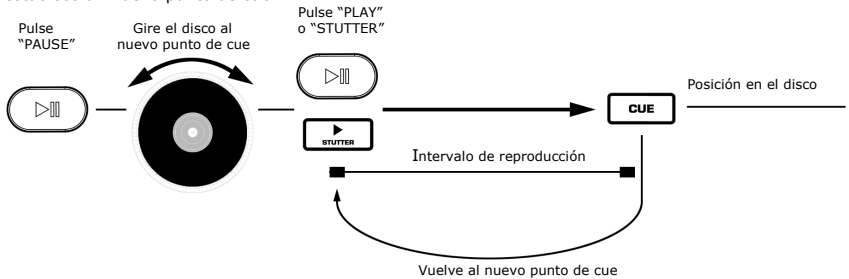 Pulse
"PAUSE"
Gire el disco al
nuevo punto de cue
Pulse "PLAY"
o "STUTTER"
STUTTER
CUE
Posición en el disco
Intervalo de reproducción
Vuelve al nuevo punto de cue